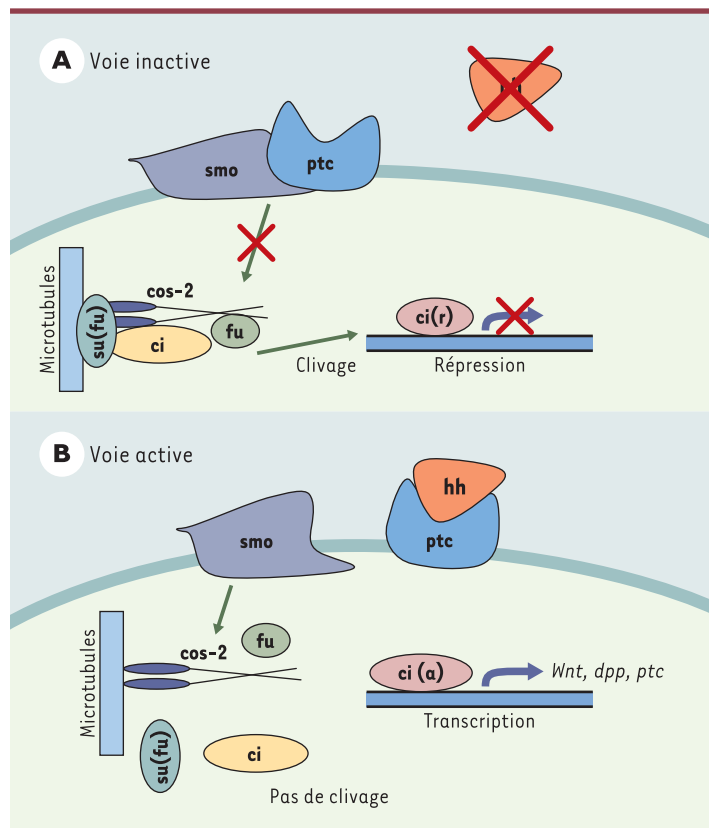 A Voie inactive
smo
ptc
Microtubules
cos-2
su(fu)
ci
fu
ci(r)
Clivage
Répression
B Voie active
hh
smo
ptc
Microtubules
fu
cos-2
ci (a)
Wnt, dpp, ptc
Transcription
su(fu)
ci
Pas de clivage